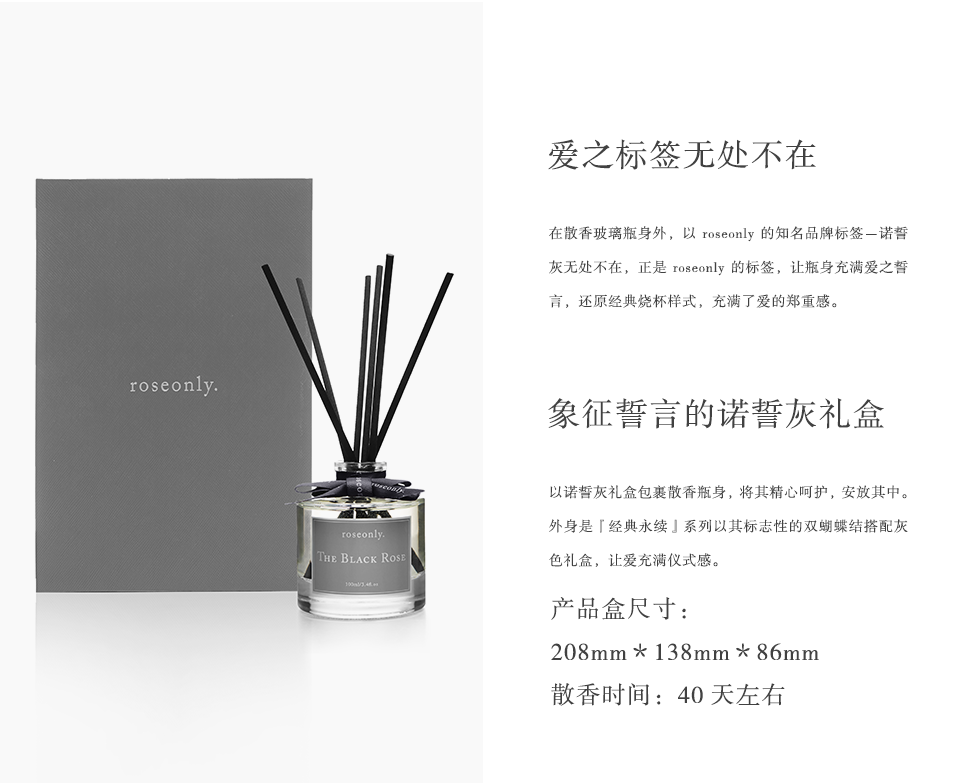 roseonly.
roseonly.
roseonly.
THE BLACK ROSE
100ml/3.4fl.oz
爱之标签无处不在
在散香玻璃瓶身外，以 roseonly 的知名品牌标签—诺誓
灰无处不在，正是 roseonly 的标签，让瓶身充满爱之誓
言，还原经典烧杯样式，充满了爱的郑重感。
象征誓言的诺誓灰礼盒
以诺誓灰礼盒包裹散香瓶身，将其精心呵护，安放其中。
外身是『经典永续』系列以其标志性的双蝴蝶结搭配灰
色礼盒，让爱充满仪式感。
产品盒尺寸：
208mm＊138mm＊86mm
散香时间：40 天左右